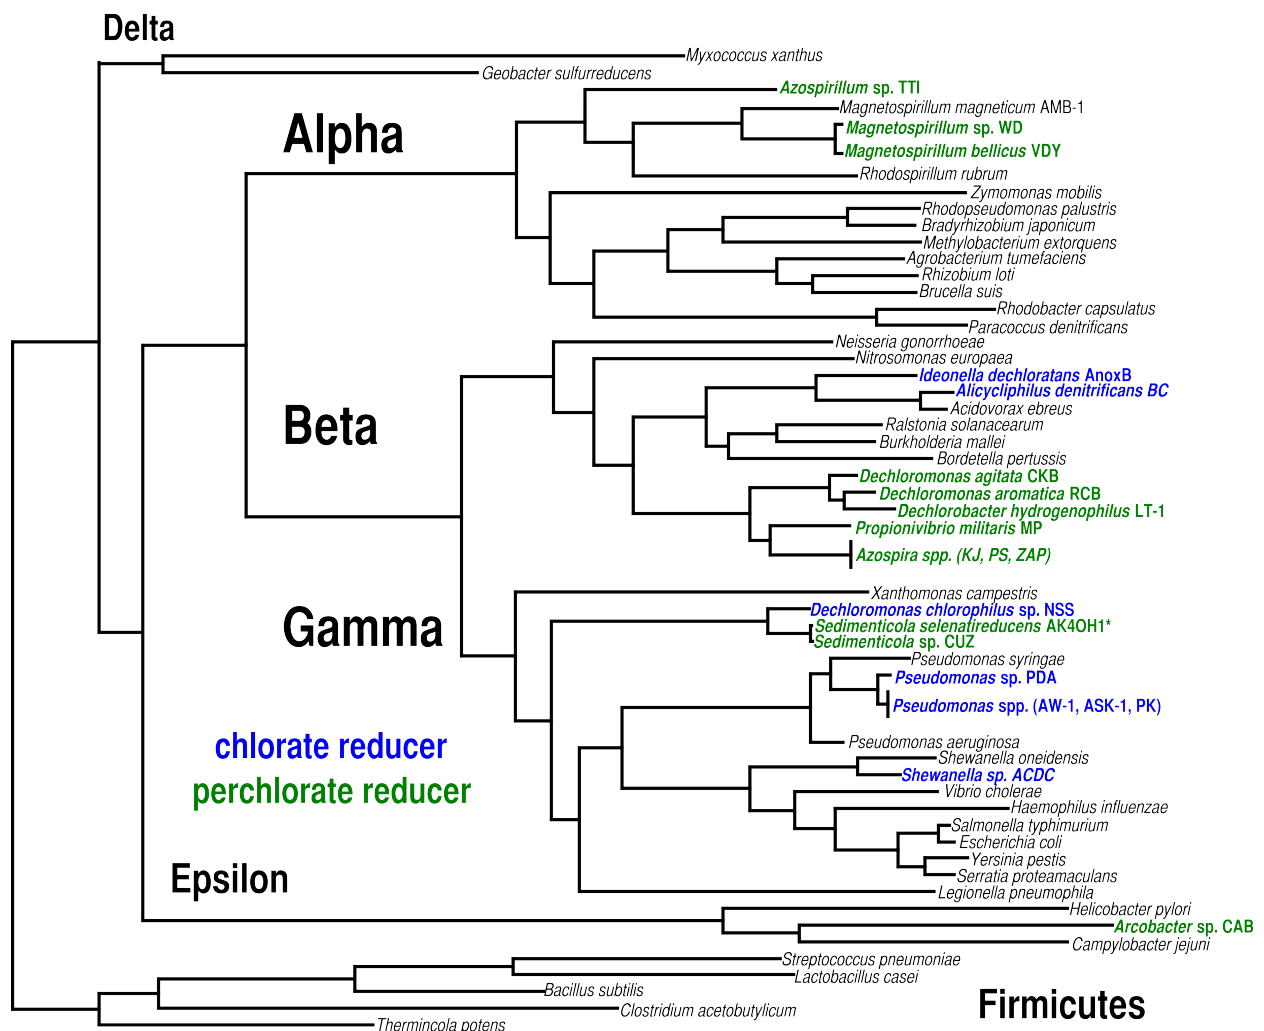 Delta
Myxococcus xanthus
Geobacter sulfurreducens
Azospirillum sp. TTI
Alpha
Magnetospirillum magneticum AMB-1
Magnetospirillum sp. WD
Magnetospirillum bellicus VDY
Rhodospirillum rubrum
Zymomonas mobilis
Rhodopseudomonas palustris
Bradyrhizobium japonicum
Methylobacterium extorquens
Agrobacterium tumefaciens
Rhizobium loti
Brucella suis
Rhodobacter capsulatus
Paracoccus denitrificans
Neisseria gonorrhoeae
Nitrosomonas europaea
Ideonella dechloratans AnoxB
Alicycliphilus denitrificans BC
Acidovorax ebreus
Beta
Ralstonia solanacearum
Burkholderia mallei
Bordetella pertussis
Dechloromonas agitata CKB
Dechloromonas aromatica RCB
Dechlorobacter hydrogenophilus LT-1
Propionivibrio militaris MP
Azospira spp. (KJ, PS, ZAP)
Xanthomonas campestris
Dechloromonas chlorophilus sp. NSS
Gamma
Sedimenticola selenatireducens AK4OH1*
Sedimenticola sp. CUZ
Pseudomonas syringae
Pseudomonas sp. PDA
Pseudomonas spp. (AW-1, ASK-1, PK)
chlorate reducer
Pseudomonas aeruginosa
Shewanella oneidensis
Shewanella sp. ACDC
perchlorate reducer
Vibrio cholerae
Haemophilus influenzae
Salmonella typhimurium
Escherichia coli
Yersinia pestis
Serratia proteamaculans
Epsilon
Legionella pneumophila
Helicobacter pylori
Arcobacter sp. CAB
Campylobacter jejuni
Streptococcus pneumoniae
Lactobacillus casei
Bacillus subtilis
Firmicutes
Clostridium acetobutylicum
Thermincola potens